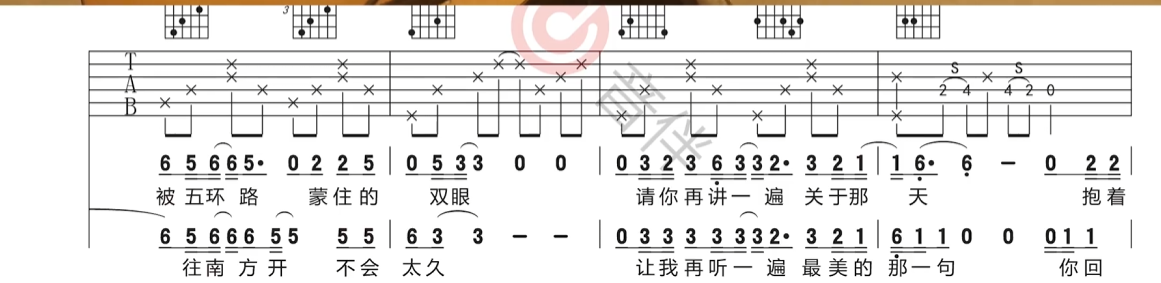 3
T
A
B
S S
2 4 4 2 0
6 5 6 6 5· 0 2 2 5 | 0 5 3 3 0 0 | 0 3 2 3 6 3 3 2· 3 2 1 | 1 6· 6 – 0 2 2 |
被 五环 路 蒙住的 双眼 请你再讲一 遍 关于那 天 抱着
6 5 6 6 6 5 5 5 5 | 6 3 3 – – | 0 3 3 3 3 3 3 2· 3 2 1 | 6 1 1 0 0 0 1 1 |
往南 方开 不会 太久 让我再听一 遍 最美的 那一句 你回
音伴